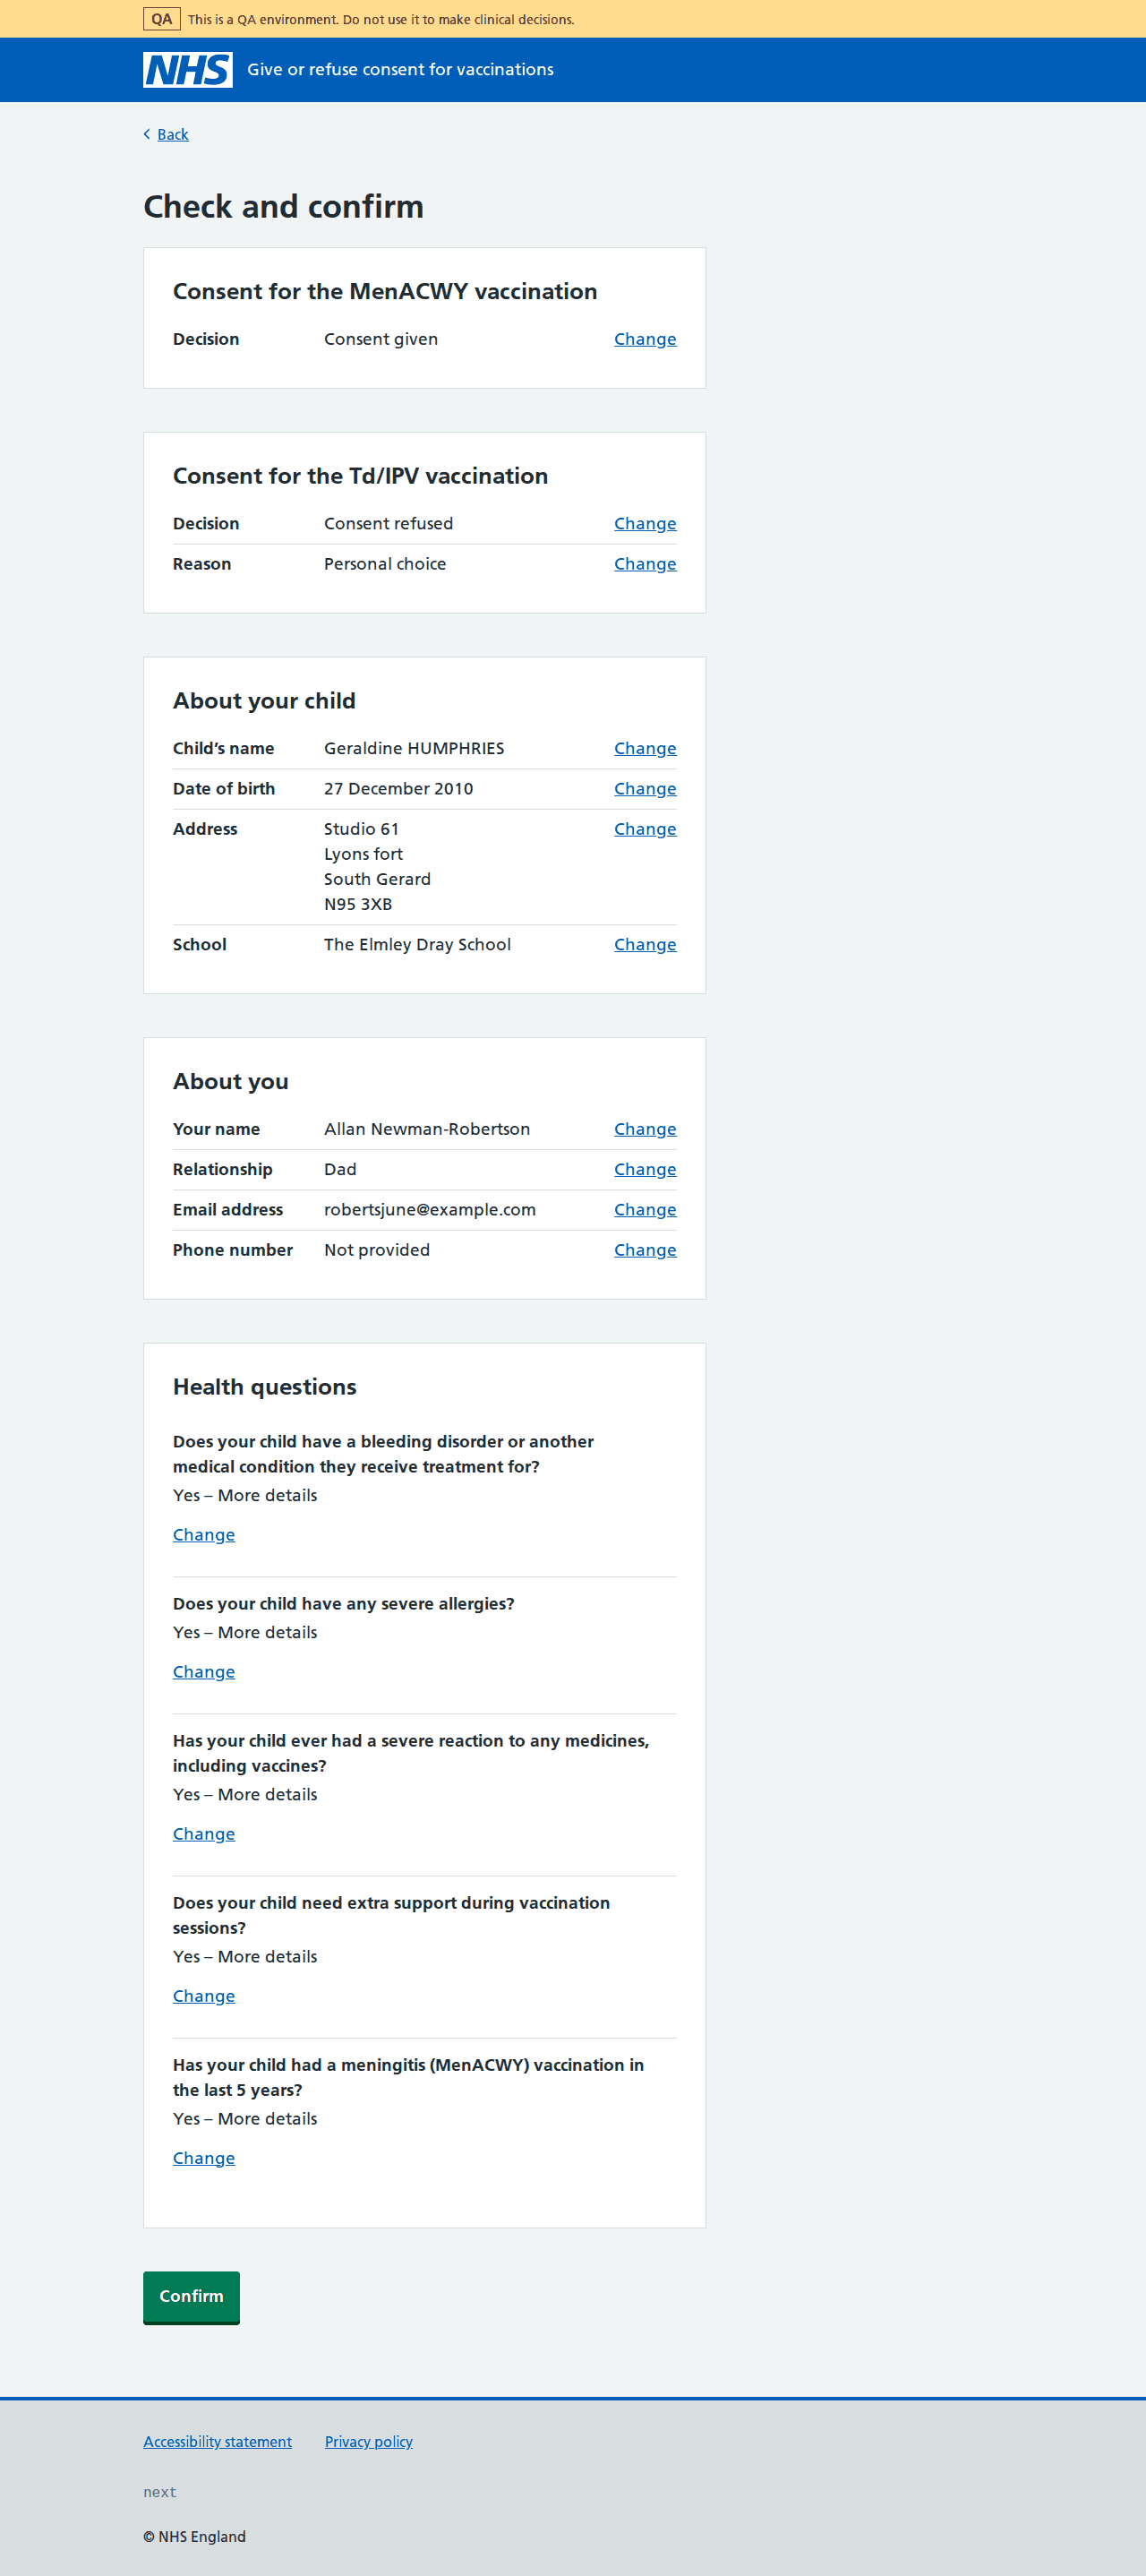 QA This is a QA environment. Do not use it to make clinical decisions.
NHS Give or refuse consent for vaccinations
Back
Check and confirm
Consent for the MenACWY vaccination
Decision Consent given Change
Consent for the Td/IPV vaccination
Decision Consent refused Change
Reason Personal choice Change
About your child
Child’s name Geraldine HUMPHRIES Change
Date of birth 27 December 2010 Change
Address Studio 61 Change
Lyons fort
South Gerard
N95 3XB
School The Elmley Dray School Change
About you
Your name Allan Newman-Robertson Change
Relationship Dad Change
Email address robertsjune@example.com Change
Phone number Not provided Change
Health questions
Does your child have a bleeding disorder or another
medical condition they receive treatment for?
Yes – More details
Change
Does your child have any severe allergies?
Yes – More details
Change
Has your child ever had a severe reaction to any medicines,
including vaccines?
Yes – More details
Change
Does your child need extra support during vaccination
sessions?
Yes – More details
Change
Has your child had a meningitis (MenACWY) vaccination in
the last 5 years?
Yes – More details
Change
Confirm
Accessibility statement Privacy policy
next
© NHS England